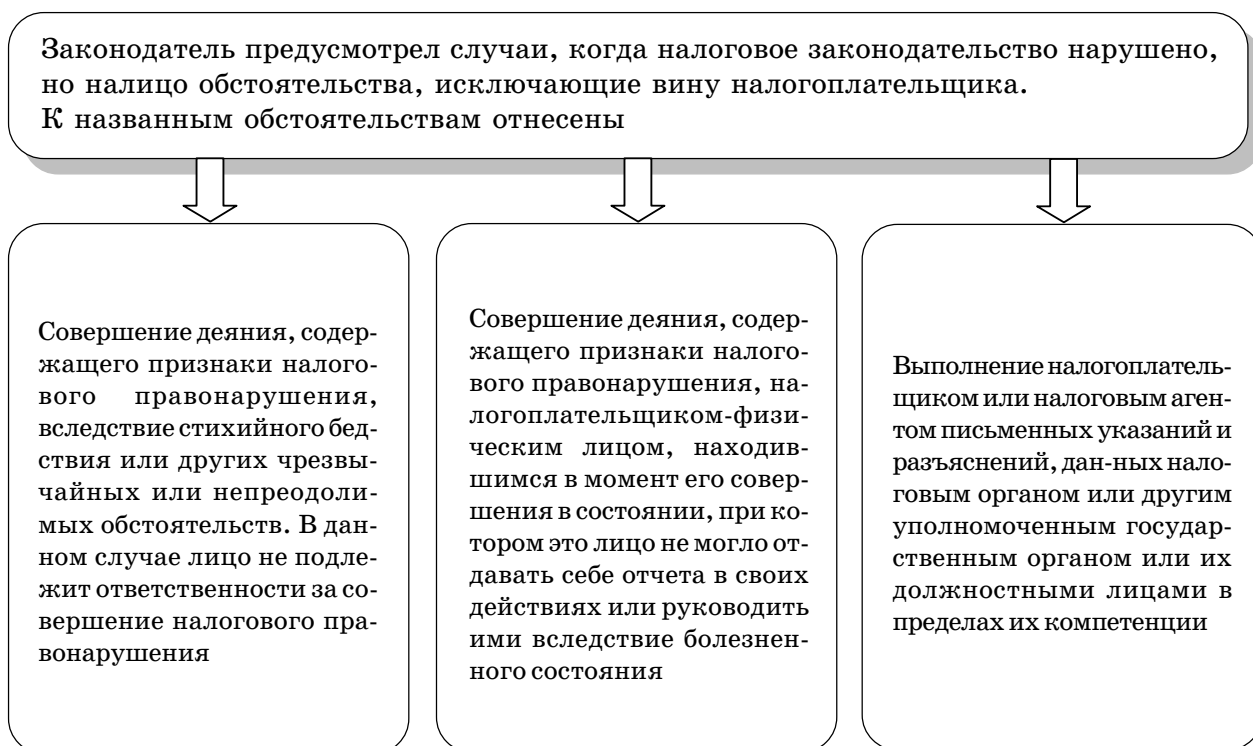 Законодатель предусмотрел случаи, когда налоговое законодательство нарушено,
но налицо обстоятельства, исключающие вину налогоплательщика.
К названным обстоятельствам отнесены
Совершение деяния, содер-
жащего признаки налого-
вого правонарушения,
вследствие стихийного бед-
ствия или других чрезвы-
чайных или непреодоли-
мых обстоятельств. В дан-
ном случае лицо не подле-
жит ответственности за со-
вершение налогового пра-
вонарушения
Совершение деяния, содер-
жащего признаки налого-
вого правонарушения, на-
логоплательщиком-физи-
ческим лицом, находив-
шимся в момент его совер-
шения в состоянии, при ко-
тором это лицо не могло от-
давать себе отчета в своих
действиях или руководить
ими вследствие болезнен-
ного состояния
Выполнение налогоплатель-
щиком или налоговым аген-
том письменных указаний и
разъяснений, дан-ных нало-
говым органом или другим
уполномоченным государ-
ственным органом или их
должностными лицами в
пределах их компетенции